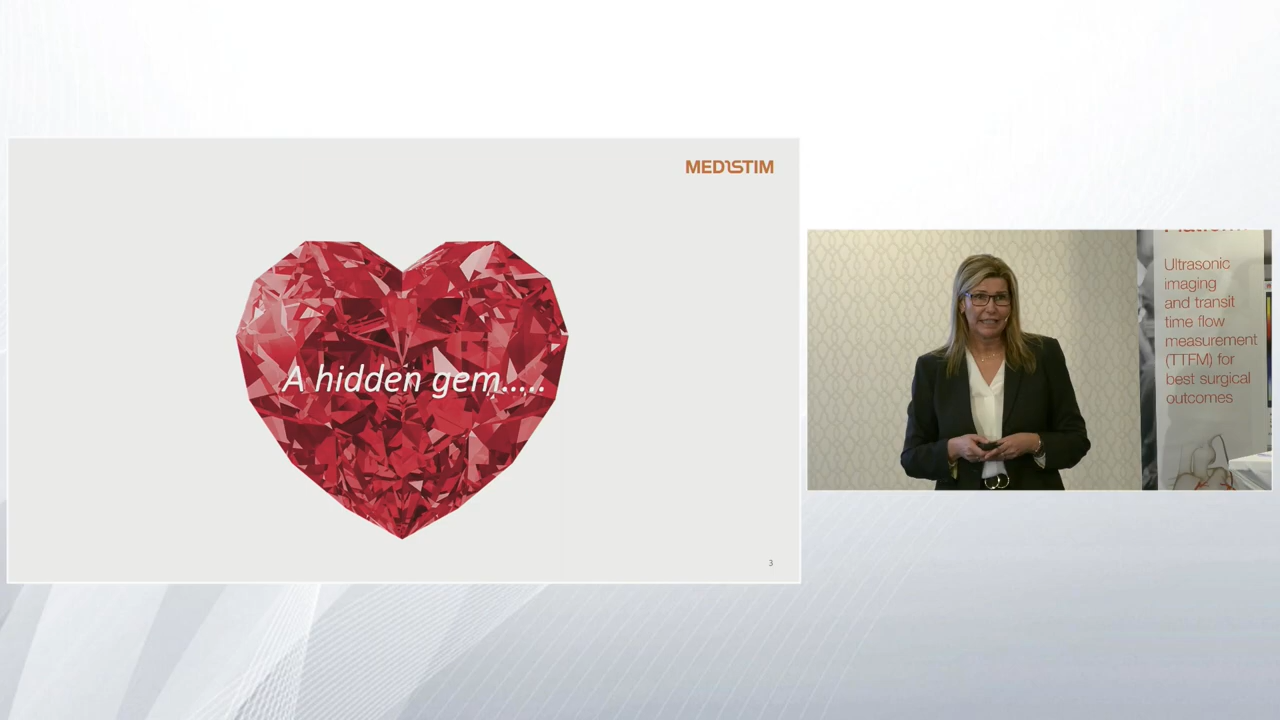 MEDISTIM
A hidden gem.....
3
Ultrasonic
imaging
and transit
time flow
measurement
(TTFM) for
best surgical
outcomes